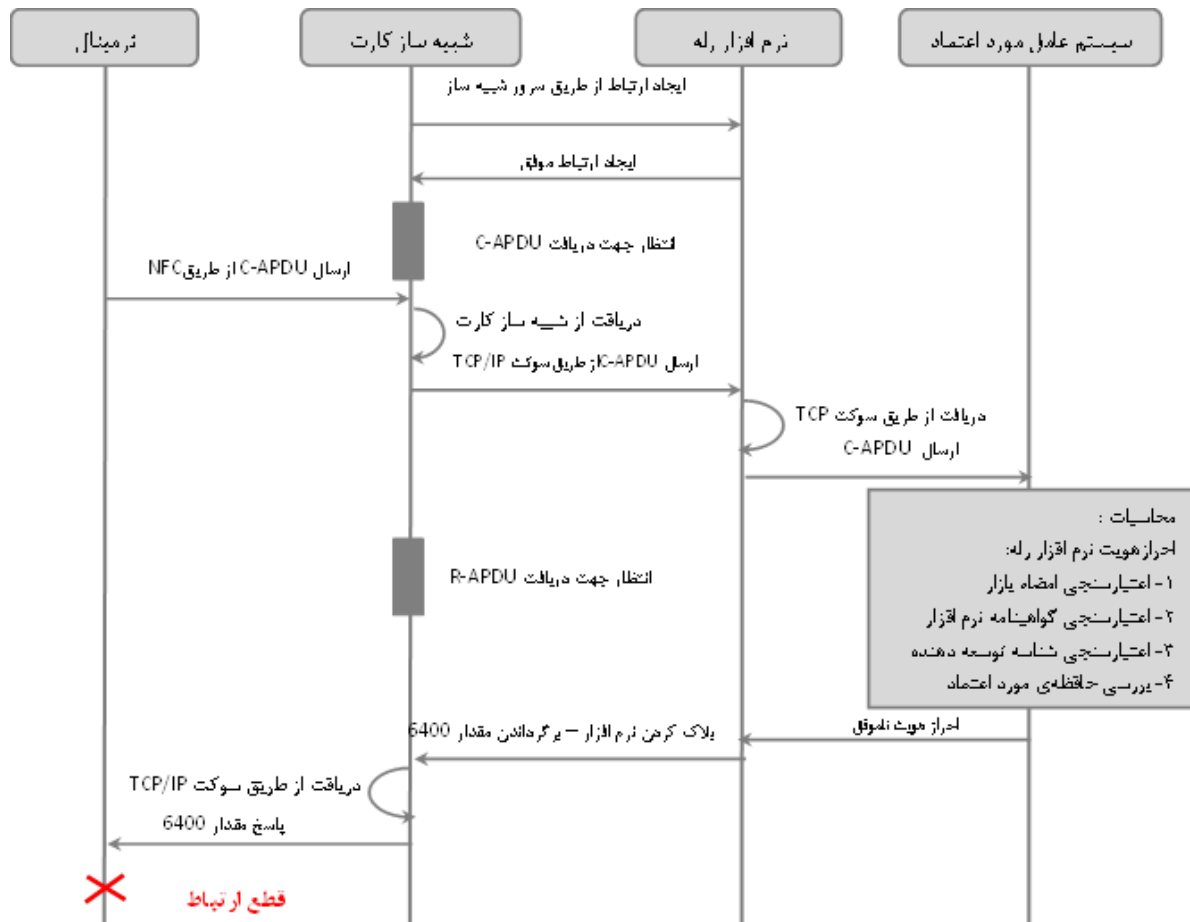 ترمینال
شبیه ساز کارت
نرم افزار رله
سیستم عامل مورد اعتماد
ایجاد ارتباط از طریق سرور شبیه ساز
ایجاد ارتباط موفق
انتظار جهت دریافت C-APDU
ارسال C-APDU از طریق NFC
دریافت از شبیه ساز کارت
ارسال C-APDU از طریق سوکت TCP/IP
دریافت از طریق سوکت TCP
ارسال C-APDU
محاسبات :
احراز هویت نرم افزار رله:
۱- اعتبارسنجی امضاء بازار
۲- اعتبارسنجی گواهینامه نرم افزار
۳- اعتبارسنجی شناسه توسعه دهنده
۴- بررسی حافظه‌ی مورد اعتماد
انتظار جهت دریافت R-APDU
احراز هویت ناموفق
بلاک کردن نرم افزار – برگرداندن مقدار 6400
دریافت از طریق سوکت TCP/IP
پاسخ مقدار 6400
قطع ارتباط